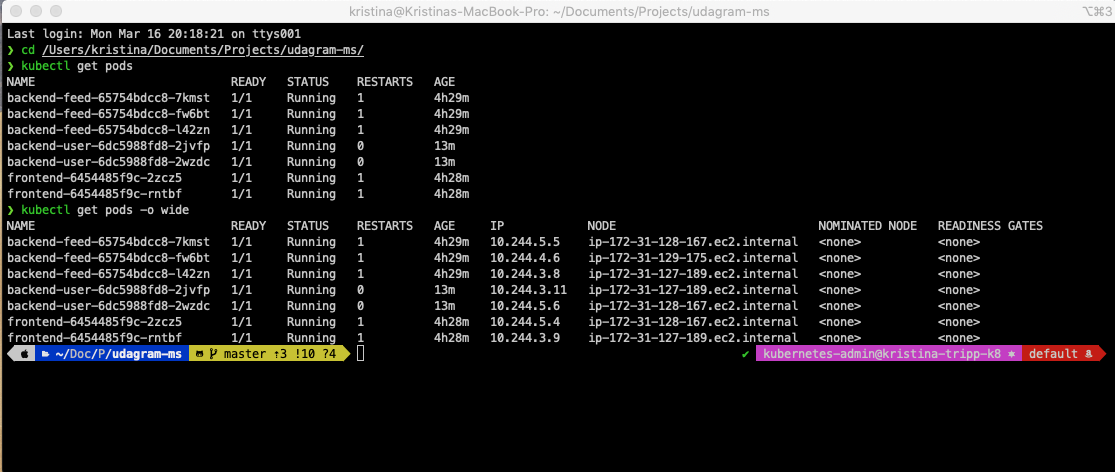 kristina@Kristinas-MacBook-Pro: ~/Documents/Projects/udagram-ms ⌥⌘3
Last login: Mon Mar 16 20:18:21 on ttys001
❯ cd /Users/kristina/Documents/Projects/udagram-ms/
❯ kubectl get pods
NAME READY STATUS RESTARTS AGE
backend-feed-65754bdcc8-7kmst 1/1 Running 1 4h29m
backend-feed-65754bdcc8-fw6bt 1/1 Running 1 4h29m
backend-feed-65754bdcc8-l42zn 1/1 Running 1 4h29m
backend-user-6dc5988fd8-2jvfp 1/1 Running 0 13m
backend-user-6dc5988fd8-2wzdc 1/1 Running 0 13m
frontend-6454485f9c-2zcz5 1/1 Running 1 4h28m
frontend-6454485f9c-rntbf 1/1 Running 1 4h28m
❯ kubectl get pods -o wide
NAME READY STATUS RESTARTS AGE IP NODE NOMINATED NODE READINESS GATES
backend-feed-65754bdcc8-7kmst 1/1 Running 1 4h29m 10.244.5.5 ip-172-31-128-167.ec2.internal <none> <none>
backend-feed-65754bdcc8-fw6bt 1/1 Running 1 4h29m 10.244.4.6 ip-172-31-129-175.ec2.internal <none> <none>
backend-feed-65754bdcc8-l42zn 1/1 Running 1 4h29m 10.244.3.8 ip-172-31-127-189.ec2.internal <none> <none>
backend-user-6dc5988fd8-2jvfp 1/1 Running 0 13m 10.244.3.11 ip-172-31-127-189.ec2.internal <none> <none>
backend-user-6dc5988fd8-2wzdc 1/1 Running 0 13m 10.244.5.6 ip-172-31-128-167.ec2.internal <none> <none>
frontend-6454485f9c-2zcz5 1/1 Running 1 4h28m 10.244.5.4 ip-172-31-128-167.ec2.internal <none> <none>
frontend-6454485f9c-rntbf 1/1 Running 1 4h28m 10.244.3.9 ip-172-31-127-189.ec2.internal <none> <none>
~/Doc/P/udagram-ms master ↑3 !10 ?4 ✔ kubernetes-admin@kristina-tripp-k8 ⎈ default